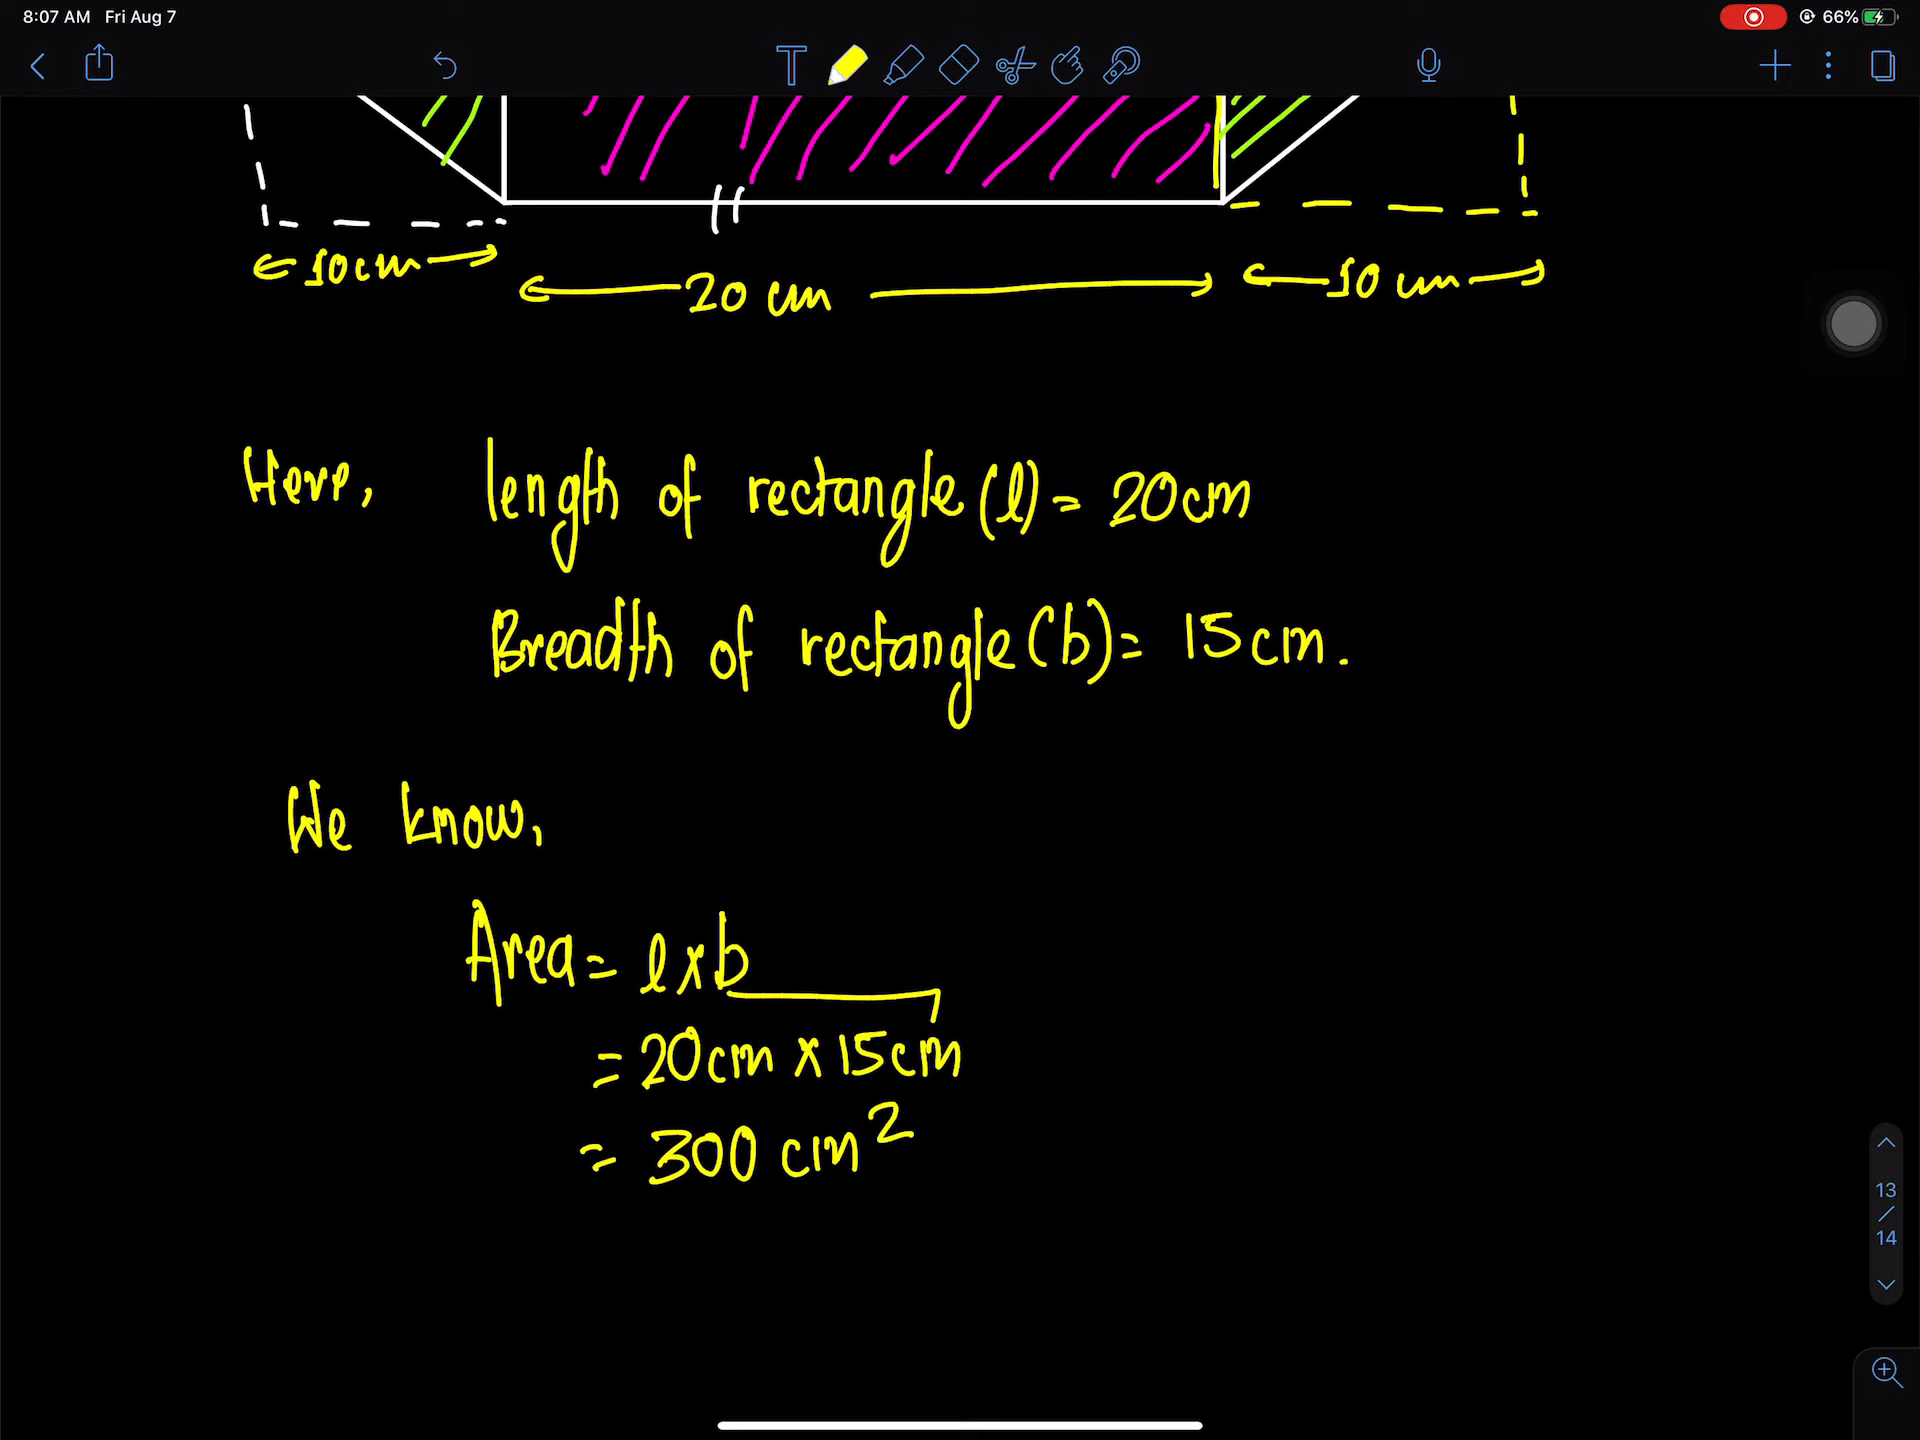 8:07 AM Fri Aug 7
66%
T
10cm
20 cm
10 cm
Here, length of rectangle (l) = 20cm
Breadth of rectangle (b) = 15cm.
We know,
Area = l x b
= 20cm x 15cm
= 300 cm²
13
/
14